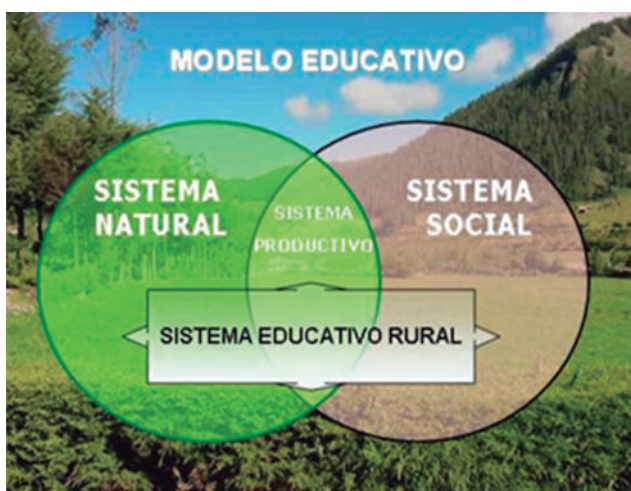 MODELO EDUCATIVO
SISTEMA
NATURAL
SISTEMA
PRODUCTIVO
SISTEMA
SOCIAL
SISTEMA EDUCATIVO RURAL